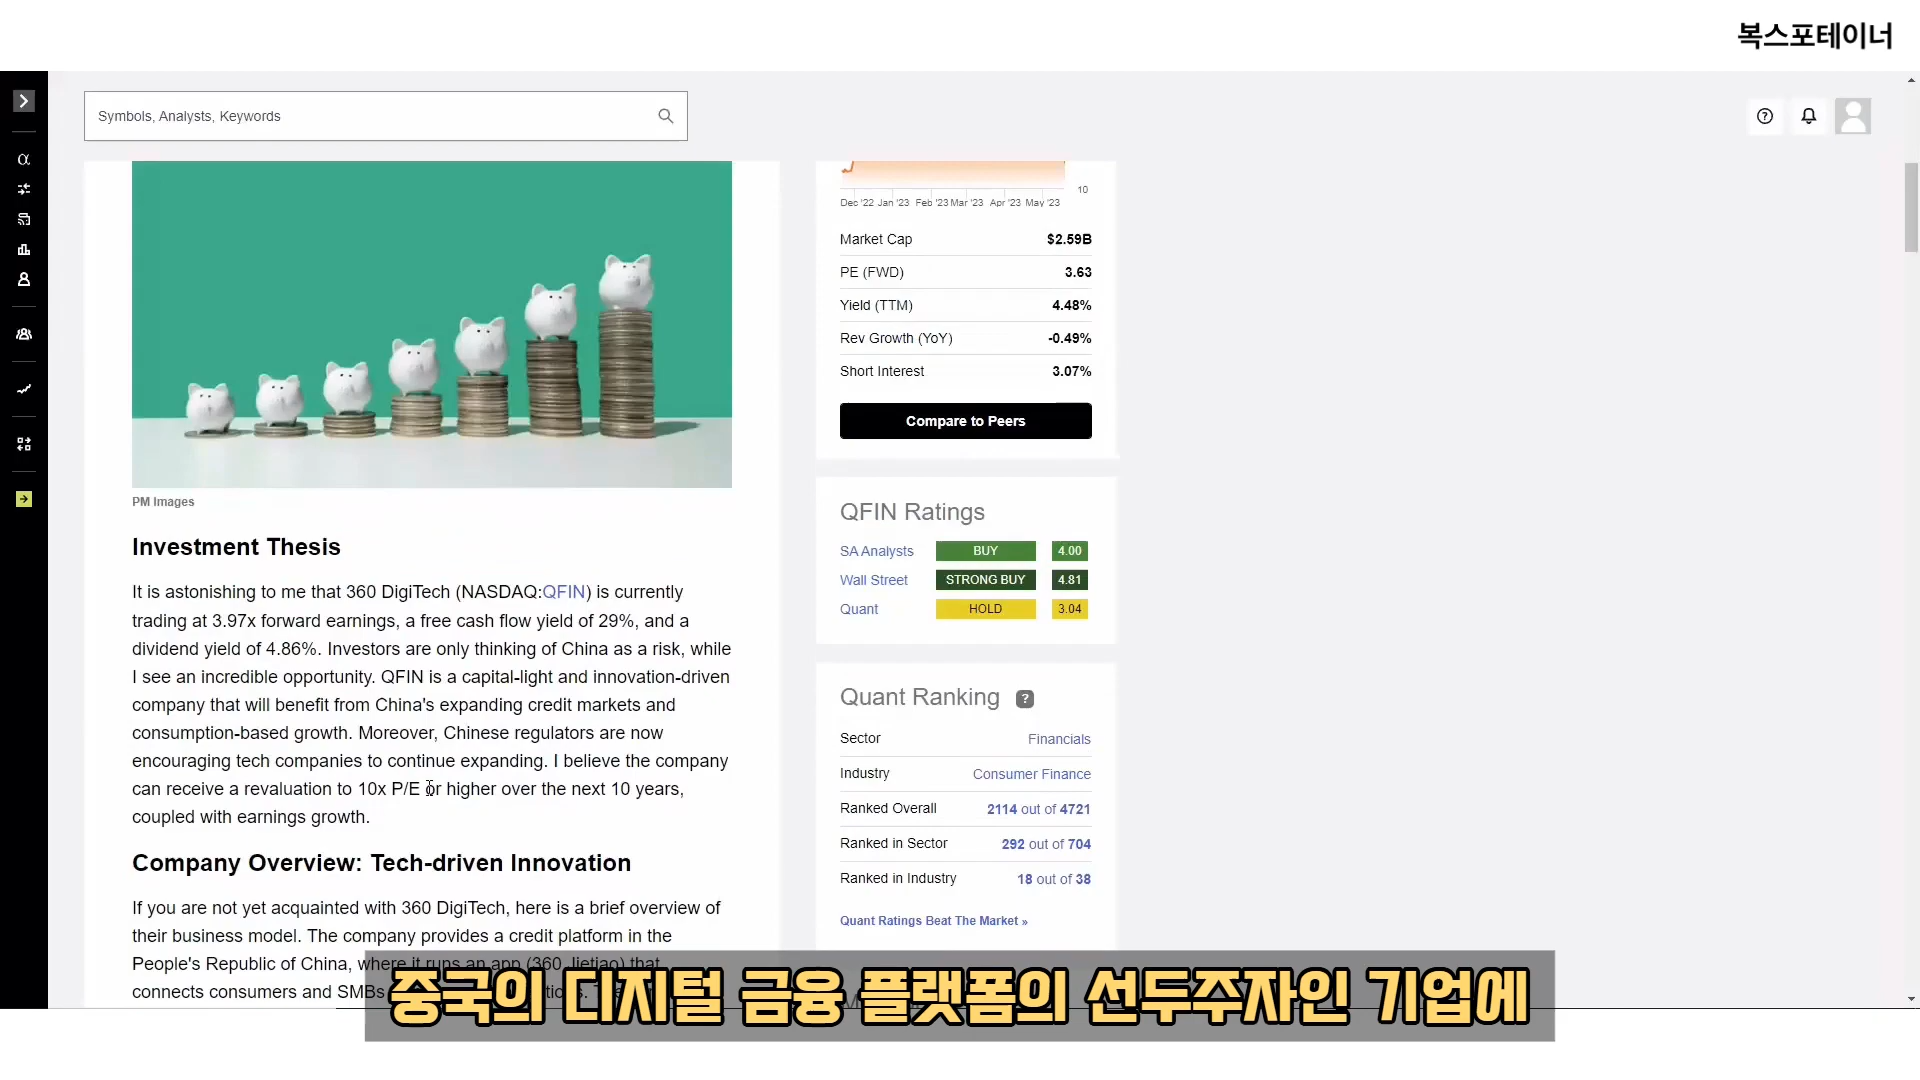 복스포테이너
Symbols, Analysts, Keywords
PM Images
Investment Thesis
It is astonishing to me that 360 DigiTech (NASDAQ:QFIN) is currently
trading at 3.97x forward earnings, a free cash flow yield of 29%, and a
dividend yield of 4.86%. Investors are only thinking of China as a risk, while
I see an incredible opportunity. QFIN is a capital-light and innovation-driven
company that will benefit from China's expanding credit markets and
consumption-based growth. Moreover, Chinese regulators are now
encouraging tech companies to continue expanding. I believe the company
can receive a revaluation to 10x P/E or higher over the next 10 years,
coupled with earnings growth.
Company Overview: Tech-driven Innovation
If you are not yet acquainted with 360 DigiTech, here is a brief overview of
their business model. The company provides a credit platform in the
People's Republic of China, where it runs an app (360 Jietiao) that
connects consumers and SMBs
10
Dec '22 Jan '23 Feb '23 Mar '23 Apr '23 May '23
Market Cap $2.59B
PE (FWD) 3.63
Yield (TTM) 4.48%
Rev Growth (YoY) -0.49%
Short Interest 3.07%
Compare to Peers
QFIN Ratings
SA Analysts BUY 4.00
Wall Street STRONG BUY 4.81
Quant HOLD 3.04
Quant Ranking ?
Sector Financials
Industry Consumer Finance
Ranked Overall 2114 out of 4721
Ranked in Sector 292 out of 704
Ranked in Industry 18 out of 38
Quant Ratings Beat The Market »
중국의 디지털 금융 플랫폼의 선두주자인 기업에